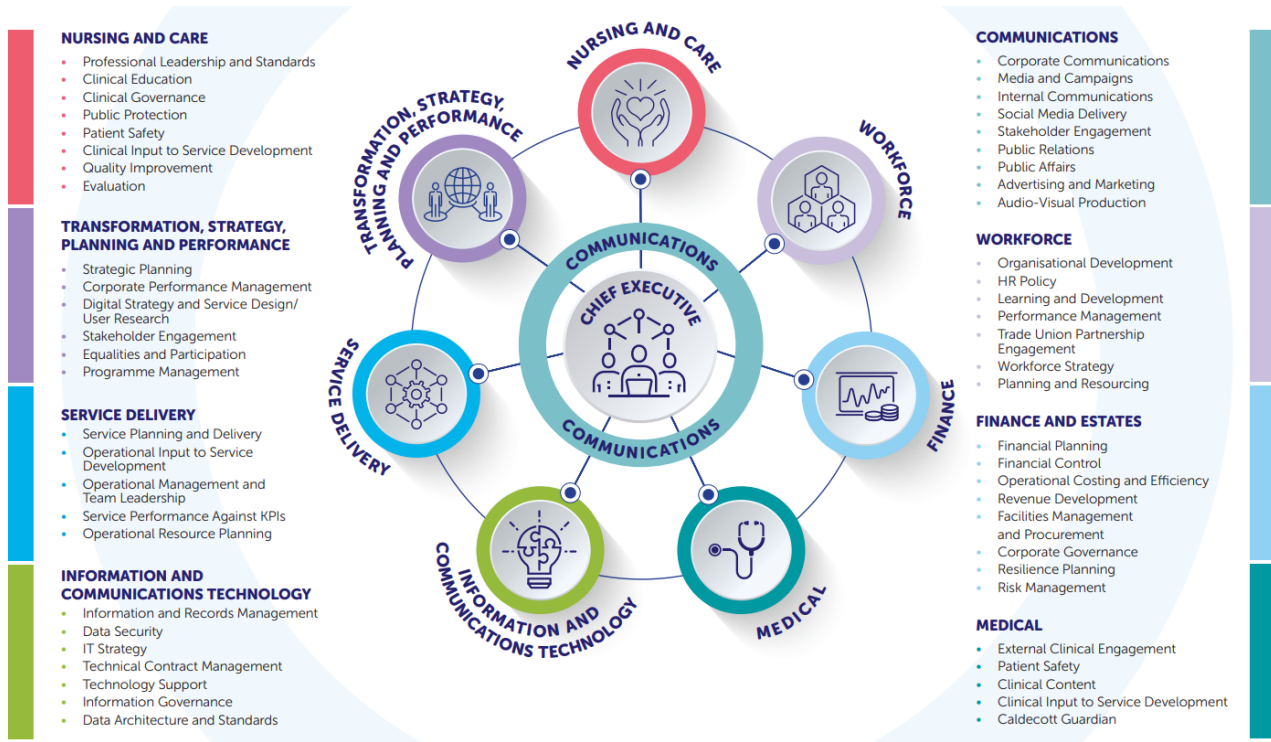 NURSING AND CARE
Professional Leadership and Standards
Clinical Education
Clinical Governance
Public Protection
Patient Safety
Clinical Input to Service Development
Quality Improvement
Evaluation
TRANSFORMATION, STRATEGY,
PLANNING AND PERFORMANCE
Strategic Planning
Corporate Performance Management
Digital Strategy and Service Design/
User Research
Stakeholder Engagement
Equalities and Participation
Programme Management
SERVICE DELIVERY
Service Planning and Delivery
Operational Input to Service
Development
Operational Management and
Team Leadership
Service Performance Against KPIs
Operational Resource Planning
INFORMATION AND
COMMUNICATIONS TECHNOLOGY
Information and Records Management
Data Security
IT Strategy
Technical Contract Management
Technology Support
Information Governance
Data Architecture and Standards
NURSING AND CARE
TRANSFORMATION, STRATEGY,
PLANNING AND PERFORMANCE
WORKFORCE
COMMUNICATIONS
CHIEF EXECUTIVE
COMMUNICATIONS
SERVICE DELIVERY
FINANCE
INFORMATION AND
COMMUNICATIONS TECHNOLOGY
MEDICAL
COMMUNICATIONS
Corporate Communications
Media and Campaigns
Internal Communications
Social Media Delivery
Stakeholder Engagement
Public Relations
Public Affairs
Advertising and Marketing
Audio-Visual Production
WORKFORCE
Organisational Development
HR Policy
Learning and Development
Performance Management
Trade Union Partnership
Engagement
Workforce Strategy
Planning and Resourcing
FINANCE AND ESTATES
Financial Planning
Financial Control
Operational Costing and Efficiency
Revenue Development
Facilities Management
and Procurement
Corporate Governance
Resilience Planning
Risk Management
MEDICAL
External Clinical Engagement
Patient Safety
Clinical Content
Clinical Input to Service Development
Caldecott Guardian